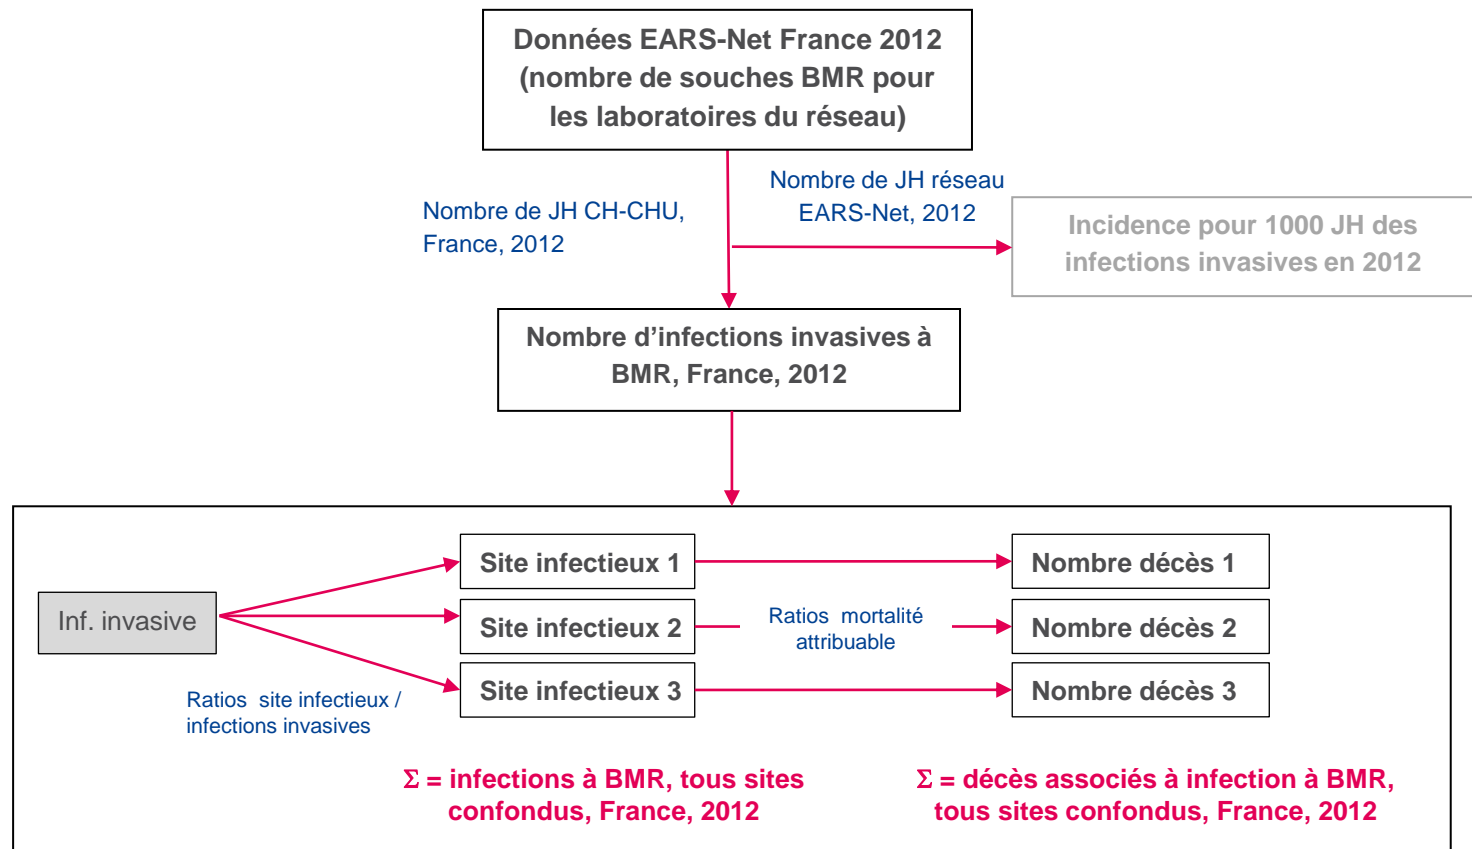 Données EARS-Net France 2012
(nombre de souches BMR pour
les laboratoires du réseau)
Nombre de JH CH-CHU,
France, 2012
Nombre de JH réseau
EARS-Net, 2012
Incidence pour 1000 JH des
infections invasives en 2012
Nombre d’infections invasives à
BMR, France, 2012
Inf. invasive
Ratios site infectieux /
infections invasives
Site infectieux 1
Site infectieux 2
Site infectieux 3
Ratios mortalité
attribuable
Nombre décès 1
Nombre décès 2
Nombre décès 3
Σ = infections à BMR, tous sites
confondus, France, 2012
Σ = décès associés à infection à BMR,
tous sites confondus, France, 2012